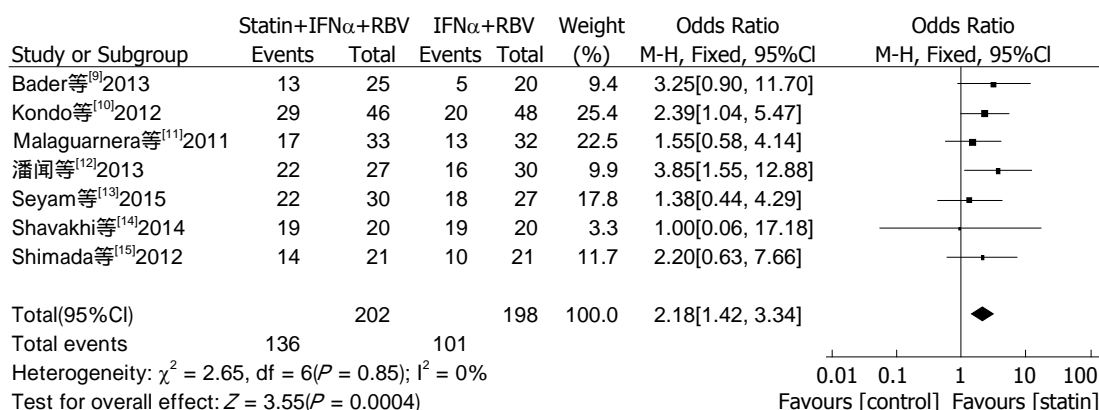 Statin+IFNα+RBV IFNα+RBV Weight Odds Ratio Odds Ratio
Study or Subgroup Events Total Events Total (%) M-H, Fixed, 95%CI M-H, Fixed, 95%CI
Bader等[9]2013 13 25 5 20 9.4 3.25[0.90, 11.70]
Kondo等[10]2012 29 46 20 48 25.4 2.39[1.04, 5.47]
Malaguarnera等[11]2011 17 33 13 32 22.5 1.55[0.58, 4.14]
潘闻等[12]2013 22 27 16 30 9.9 3.85[1.55, 12.88]
Seyam等[13]2015 22 30 18 27 17.8 1.38[0.44, 4.29]
Shavakhi等[14]2014 19 20 19 20 3.3 1.00[0.06, 17.18]
Shimada等[15]2012 14 21 10 21 11.7 2.20[0.63, 7.66]
Total(95%CI) 202 198 100.0 2.18[1.42, 3.34]
Total events 136 101
Heterogeneity: χ² = 2.65, df = 6(P = 0.85); I² = 0%
Test for overall effect: Z = 3.55(P = 0.0004)
0.01 0.1 1 10 100
Favours [control] Favours [statin]